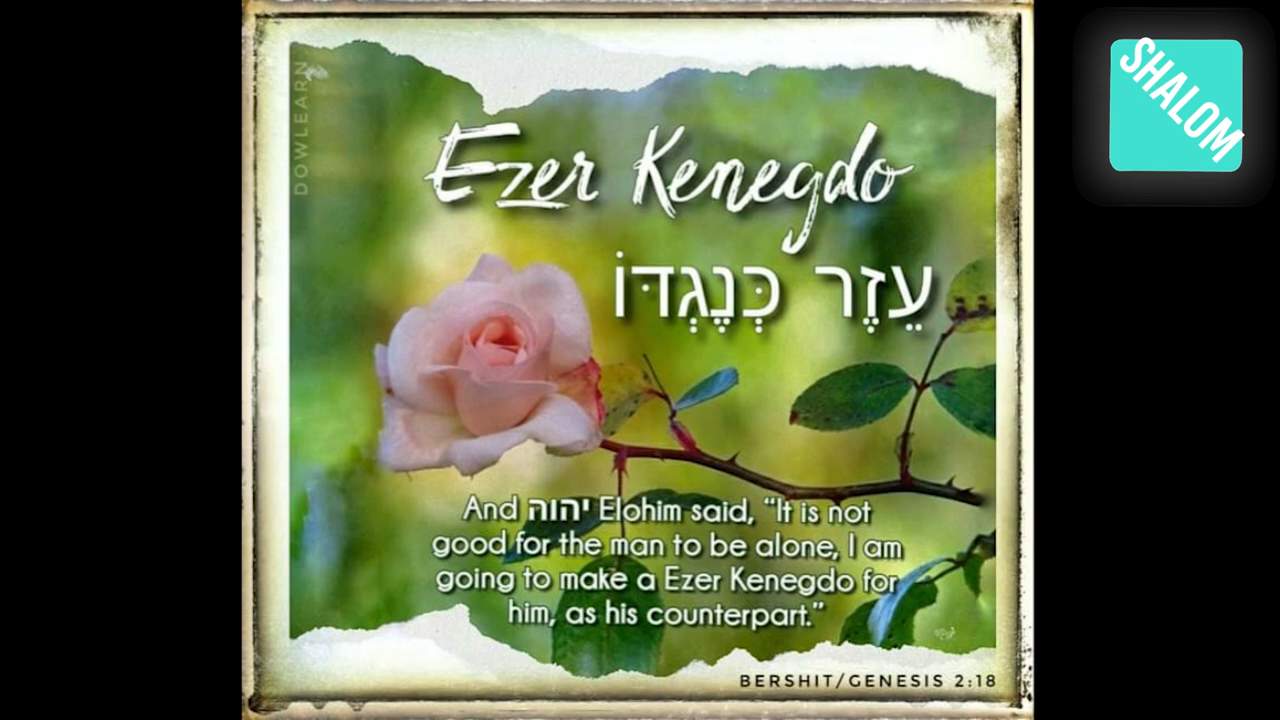 SHALOM
DOWLEARN
Ezer Kenegdo
עֵזֶר כְּנֶגְדּוֹ
And יהוה Elohim said, “It is not
good for the man to be alone, I am
going to make a Ezer Kenegdo for
him, as his counterpart.”
BERSHIT/GENESIS 2:18